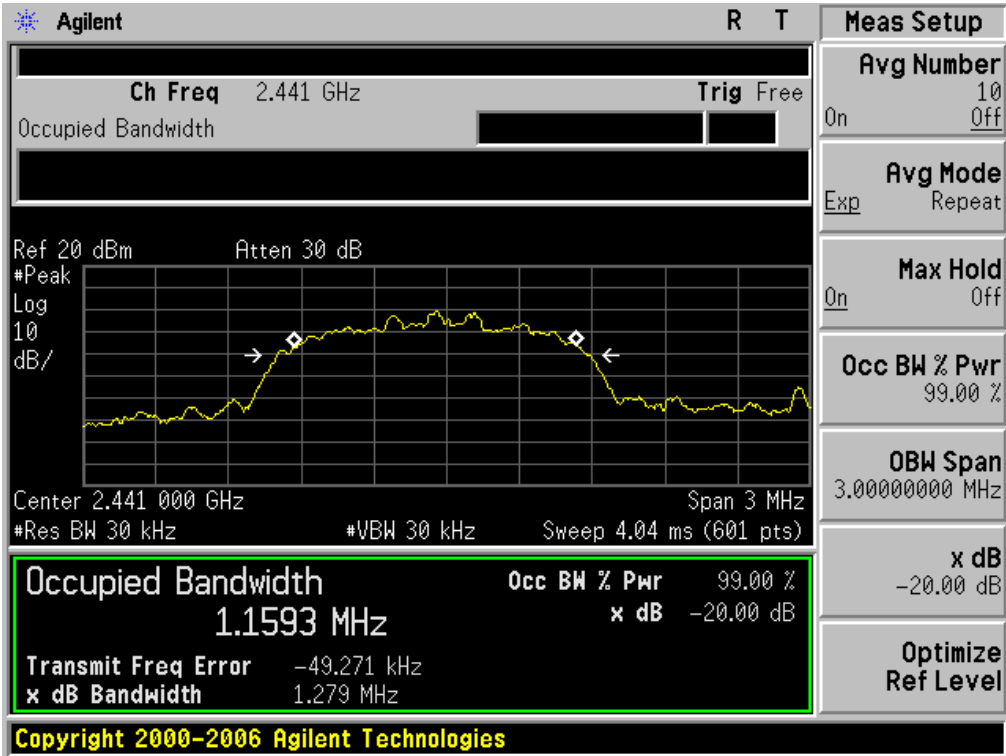 Agilent R T
Ch Freq 2.441 GHz Trig Free
Occupied Bandwidth
Ref 20 dBm Atten 30 dB
#Peak
Log
10
dB/
Center 2.441 000 GHz Span 3 MHz
#Res BW 30 kHz #VBW 30 kHz Sweep 4.04 ms (601 pts)
Occupied Bandwidth
1.1593 MHz
Occ BW % Pwr 99.00 %
x dB -20.00 dB
Transmit Freq Error -49.271 kHz
x dB Bandwidth 1.279 MHz
Meas Setup
Avg Number
10
On Off
Avg Mode
Exp Repeat
Max Hold
On Off
Occ BW % Pwr
99.00 %
OBW Span
3.00000000 MHz
x dB
-20.00 dB
Optimize
Ref Level
Copyright 2000-2006 Agilent Technologies